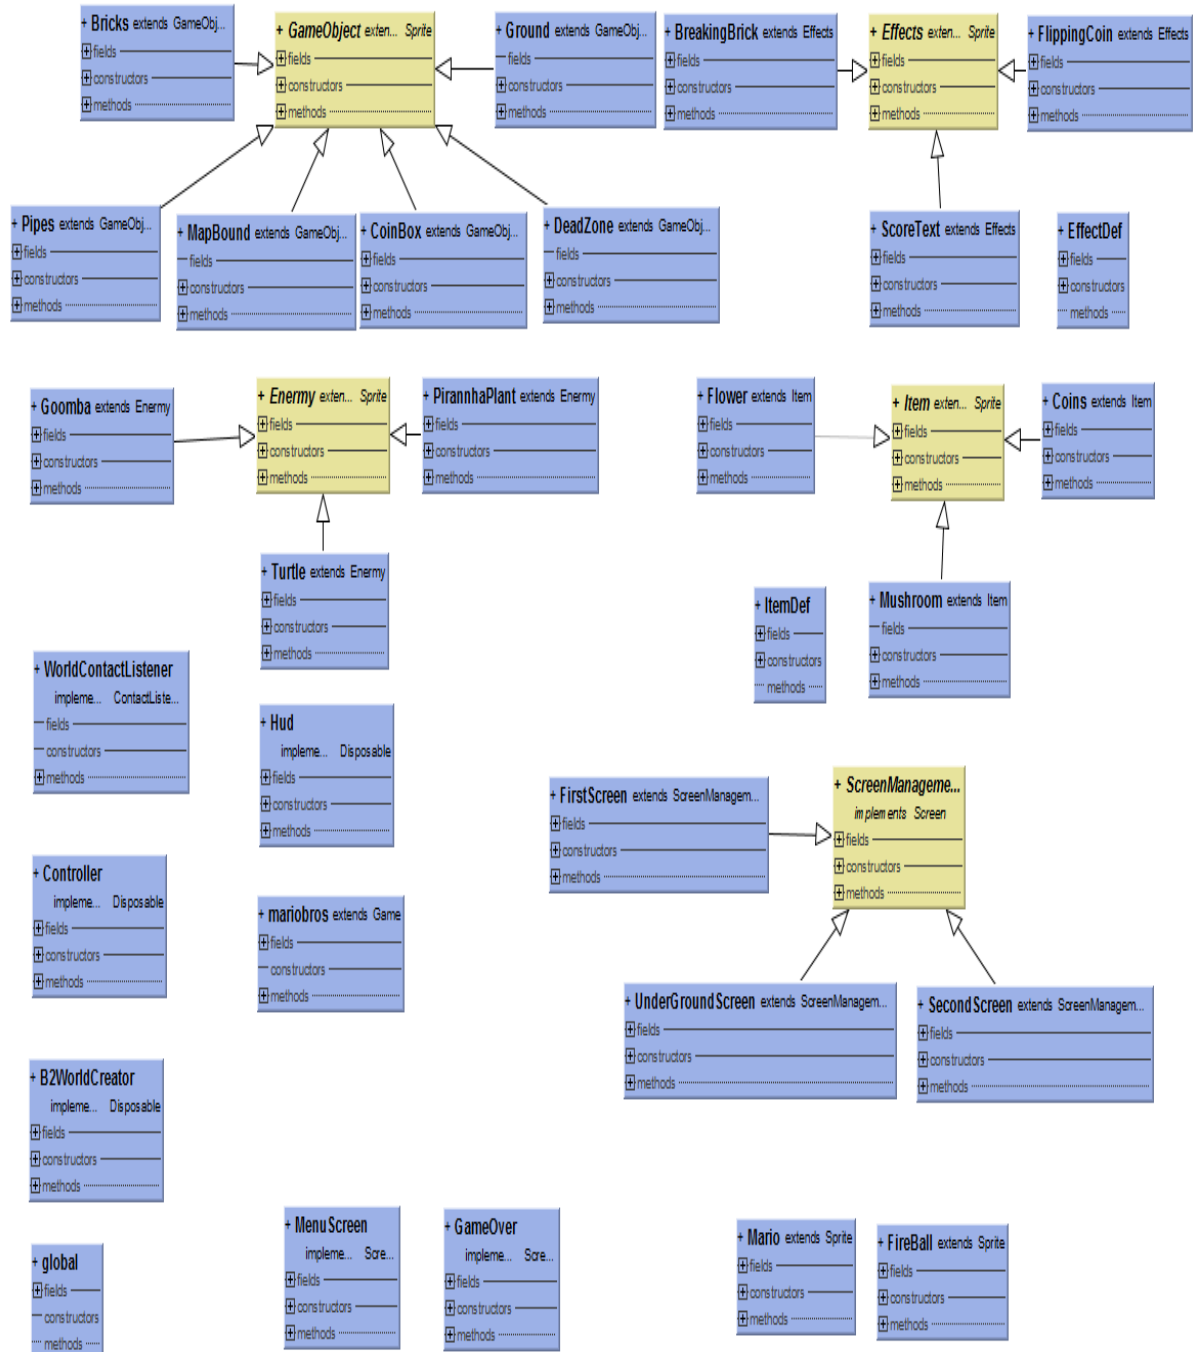 + Bricks extends GameObj...
fields
constructors
methods
+ GameObject exten... Sprite
fields
constructors
methods
+ Ground extends GameObj...
fields
constructors
methods
+ BreakingBrick extends Effects
fields
constructors
methods
+ Effects exten... Sprite
fields
constructors
methods
+ FlippingCoin extends Effects
fields
constructors
methods
+ Pipes extends GameObj...
fields
constructors
methods
+ MapBound extends GameObj...
fields
constructors
methods
+ CoinBox extends GameObj...
fields
constructors
methods
+ DeadZone extends GameObj...
fields
constructors
methods
+ ScoreText extends Effects
fields
constructors
methods
+ EffectDef
fields
constructors
methods
+ Goomba extends Enermy
fields
constructors
methods
+ Enermy exten... Sprite
fields
constructors
methods
+ PirannhaPlant extends Enermy
fields
constructors
methods
+ Flower extends Item
fields
constructors
methods
+ Item exten... Sprite
fields
constructors
methods
+ Coins extends Item
fields
constructors
methods
+ Turtle extends Enermy
fields
constructors
methods
+ ItemDef
fields
constructors
methods
+ Mushroom extends Item
fields
constructors
methods
+ WorldContactListener
impleme... ContactListe...
fields
constructors
methods
+ Hud
impleme... Disposable
fields
constructors
methods
+ FirstScreen extends ScreenManagem...
fields
constructors
methods
+ ScreenManageme...
implements Screen
fields
constructors
methods
+ Controller
impleme... Disposable
fields
constructors
methods
+ mariobros extends Game
fields
constructors
methods
+ UnderGroundScreen extends ScreenManagem...
fields
constructors
methods
+ SecondScreen extends ScreenManagem...
fields
constructors
methods
+ B2WorldCreator
impleme... Disposable
fields
constructors
methods
+ MenuScreen
impleme... Scre...
fields
constructors
methods
+ GameOver
impleme... Scre...
fields
constructors
methods
+ Mario extends Sprite
fields
constructors
methods
+ FireBall extends Sprite
fields
constructors
methods
+ global
fields
constructors
methods